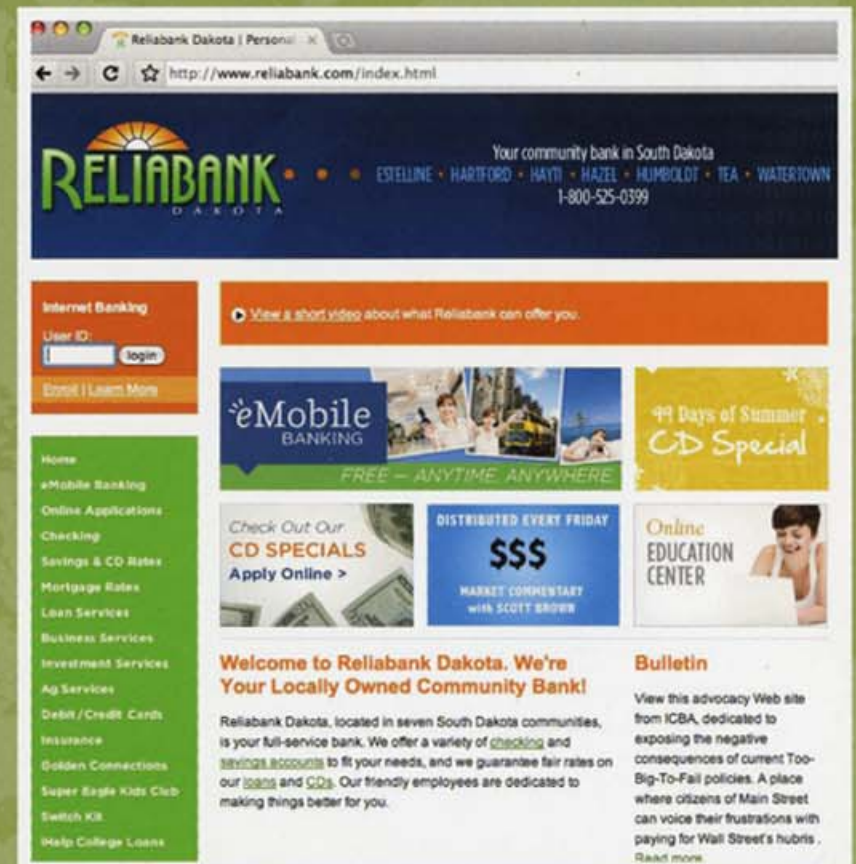 Reliabank Dakota | Personal
http://www.reliabank.com/index.html
RELIABANK
DAKOTA
Your community bank in South Dakota
ESTELLINE • HARTFORD • HAYTI • HAZEL • HUMBOLDT • TEA • WATERTOWN
1-800-525-0399
Internet Banking
User ID:
login
Enroll | Learn More
View a short video about what Reliabank can offer you.
eMobile
BANKING
FREE — ANYTIME, ANYWHERE
99 Days of Summer
CD Special
Home
eMobile Banking
Online Applications
Checking
Savings & CD Rates
Mortgage Rates
Loan Services
Business Services
Investment Services
Ag Services
Debit/Credit Cards
Insurance
Golden Connections
Super Eagle Kids Club
Switch Kit
iHelp College Loans
Check Out Our
CD SPECIALS
Apply Online >
DISTRIBUTED EVERY FRIDAY
$$$
MARKET COMMENTARY
with SCOTT BROWN
Online
EDUCATION
CENTER
Welcome to Reliabank Dakota. We're
Your Locally Owned Community Bank!
Reliabank Dakota, located in seven South Dakota communities,
is your full-service bank. We offer a variety of checking and
savings accounts to fit your needs, and we guarantee fair rates on
our loans and CDs. Our friendly employees are dedicated to
making things better for you.
Bulletin
View this advocacy Web site
from ICBA, dedicated to
exposing the negative
consequences of current Too-
Big-To-Fail policies. A place
where citizens of Main Street
can voice their frustrations with
paying for Wall Street's hubris .
Read more